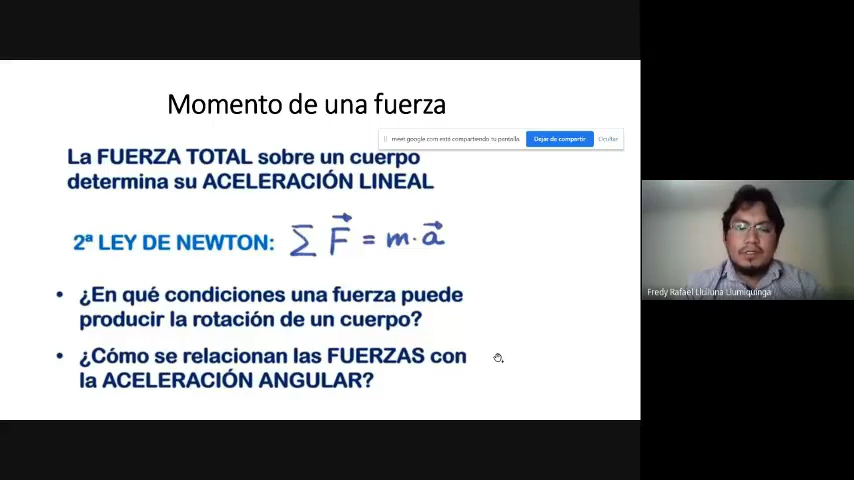 Momento de una fuerza
meet.google.com está compartiendo tu pantalla.
Dejar de compartir
Ocultar
La FUERZA TOTAL sobre un cuerpo
determina su ACELERACIÓN LINEAL
2ª LEY DE NEWTON: ∑ F⃗ = m·a⃗
• ¿En qué condiciones una fuerza puede
producir la rotación de un cuerpo?
• ¿Cómo se relacionan las FUERZAS con
la ACELERACIÓN ANGULAR?
Fredy Rafael Lluluna Llumiquinga